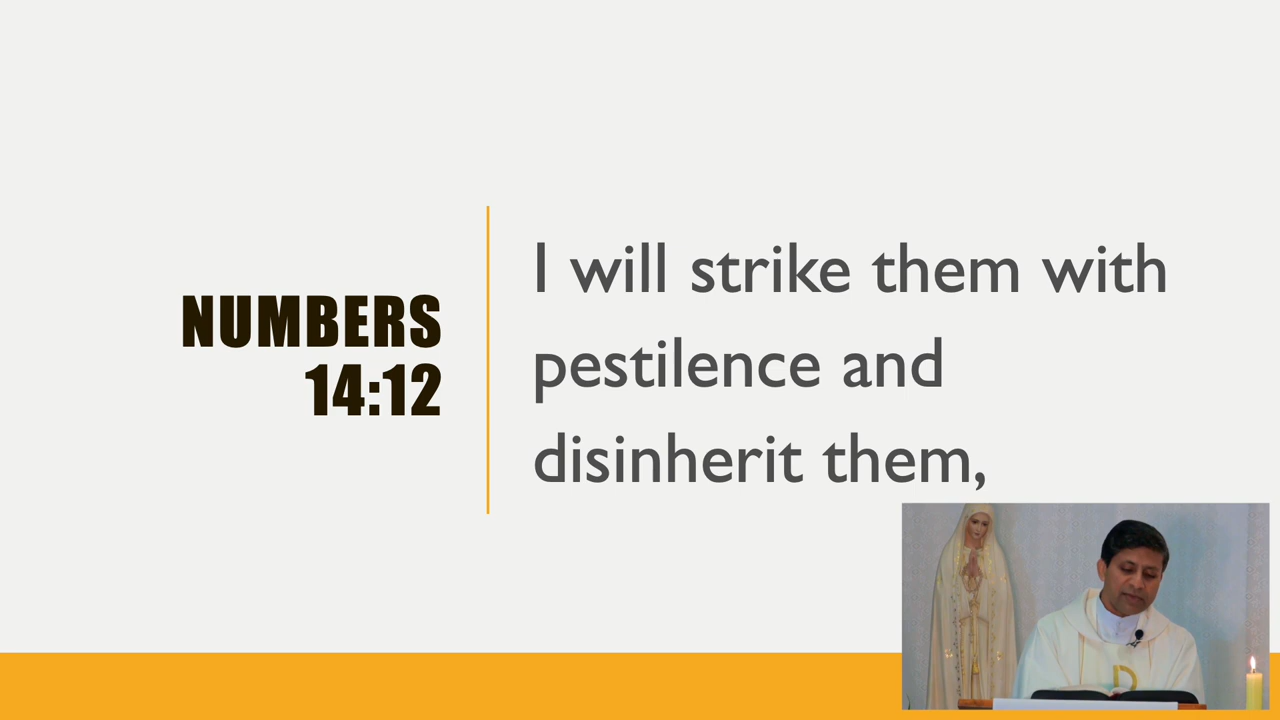 NUMBERS
14:12
I will strike them with
pestilence and
disinherit them,